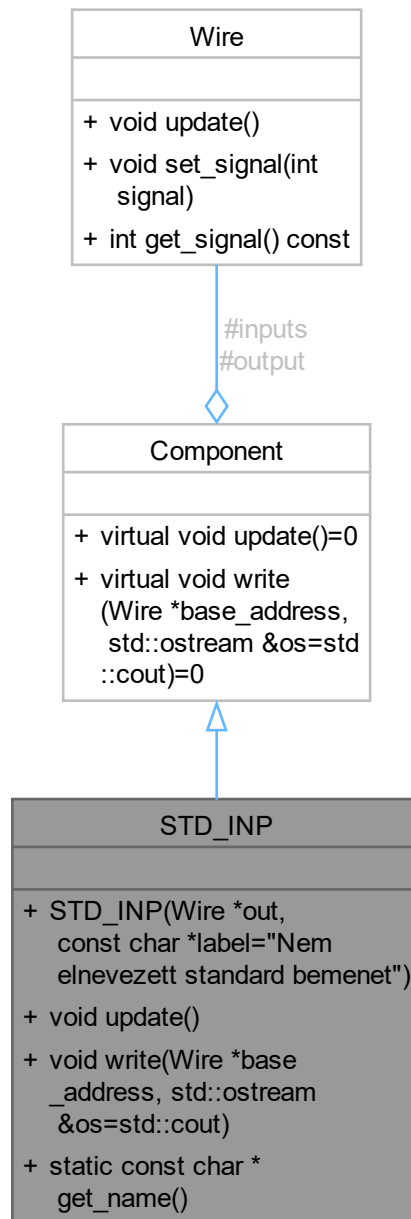 Wire
+ void update()
+ void set_signal(int
signal)
+ int get_signal() const
#inputs
#output
Component
+ virtual void update()=0
+ virtual void write
(Wire *base_address,
std::ostream &os=std
::cout)=0
STD_INP
+ STD_INP(Wire *out,
const char *label="Nem
elnevezett standard bemenet")
+ void update()
+ void write(Wire *base
_address, std::ostream
&os=std::cout)
+ static const char *
get_name()